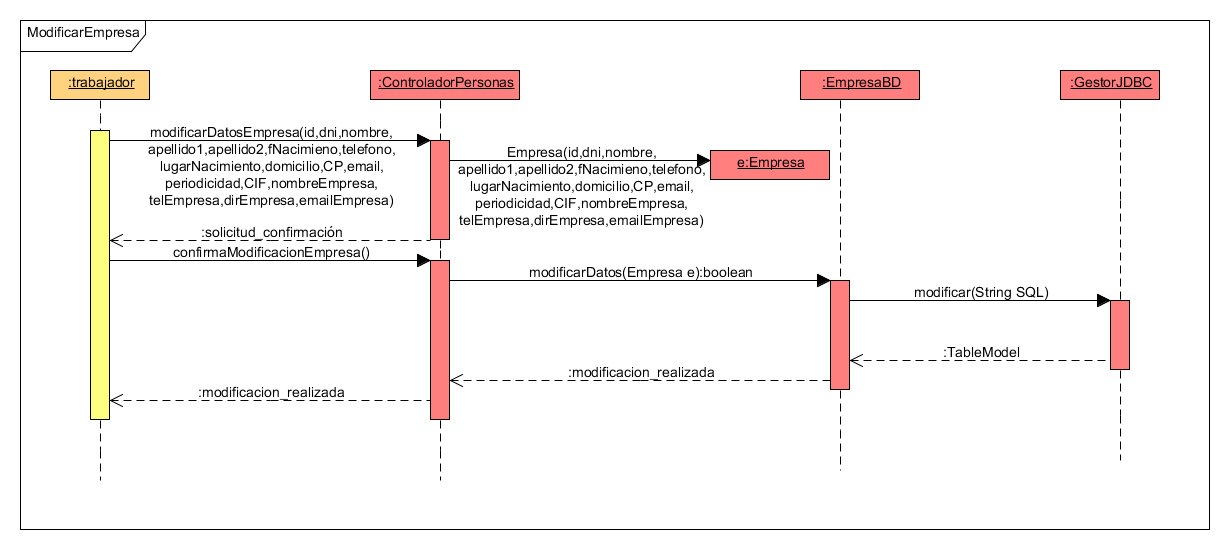 ModificarEmpresa
:trabajador
:ControladorPersonas
:EmpresaBD
:GestorJDBC
modificarDatosEmpresa(id,dni,nombre,
apellido1,apellido2,fNacimieno,telefono,
lugarNacimiento,domicilio,CP,email,
periodicidad,CIF,nombreEmpresa,
telEmpresa,dirEmpresa,emailEmpresa)
Empresa(id,dni,nombre,
apellido1,apellido2,fNacimieno,telefono,
lugarNacimiento,domicilio,CP,email,
periodicidad,CIF,nombreEmpresa,
telEmpresa,dirEmpresa,emailEmpresa)
e:Empresa
:solicitud_confirmación
confirmaModificacionEmpresa()
modificarDatos(Empresa e):boolean
modificar(String SQL)
:TableModel
:modificacion_realizada
:modificacion_realizada